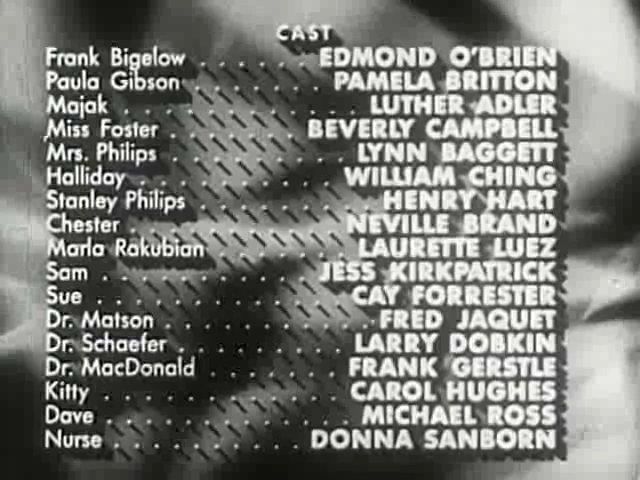 CAST
Frank Bigelow . . . . . . EDMOND O'BRIEN
Paula Gibson . . . . . . . PAMELA BRITTON
Majak . . . . . . . . . . . . LUTHER ADLER
Miss Foster . . . . . . . BEVERLY CAMPBELL
Mrs. Philips . . . . . . . . . LYNN BAGGETT
Halliday . . . . . . . . . . WILLIAM CHING
Stanley Philips . . . . . . . . . HENRY HART
Chester . . . . . . . . . . NEVILLE BRAND
Marla Rakubian . . . . . . . LAURETTE LUEZ
Sam . . . . . . . . . . . JESS KIRKPATRICK
Sue . . . . . . . . . . . . CAY FORRESTER
Dr. Matson . . . . . . . . . . FRED JAQUET
Dr. Schaefer . . . . . . . . LARRY DOBKIN
Dr. MacDonald . . . . . . . FRANK GERSTLE
Kitty . . . . . . . . . . . . CAROL HUGHES
Dave . . . . . . . . . . . . MICHAEL ROSS
Nurse . . . . . . . . . . DONNA SANBORN